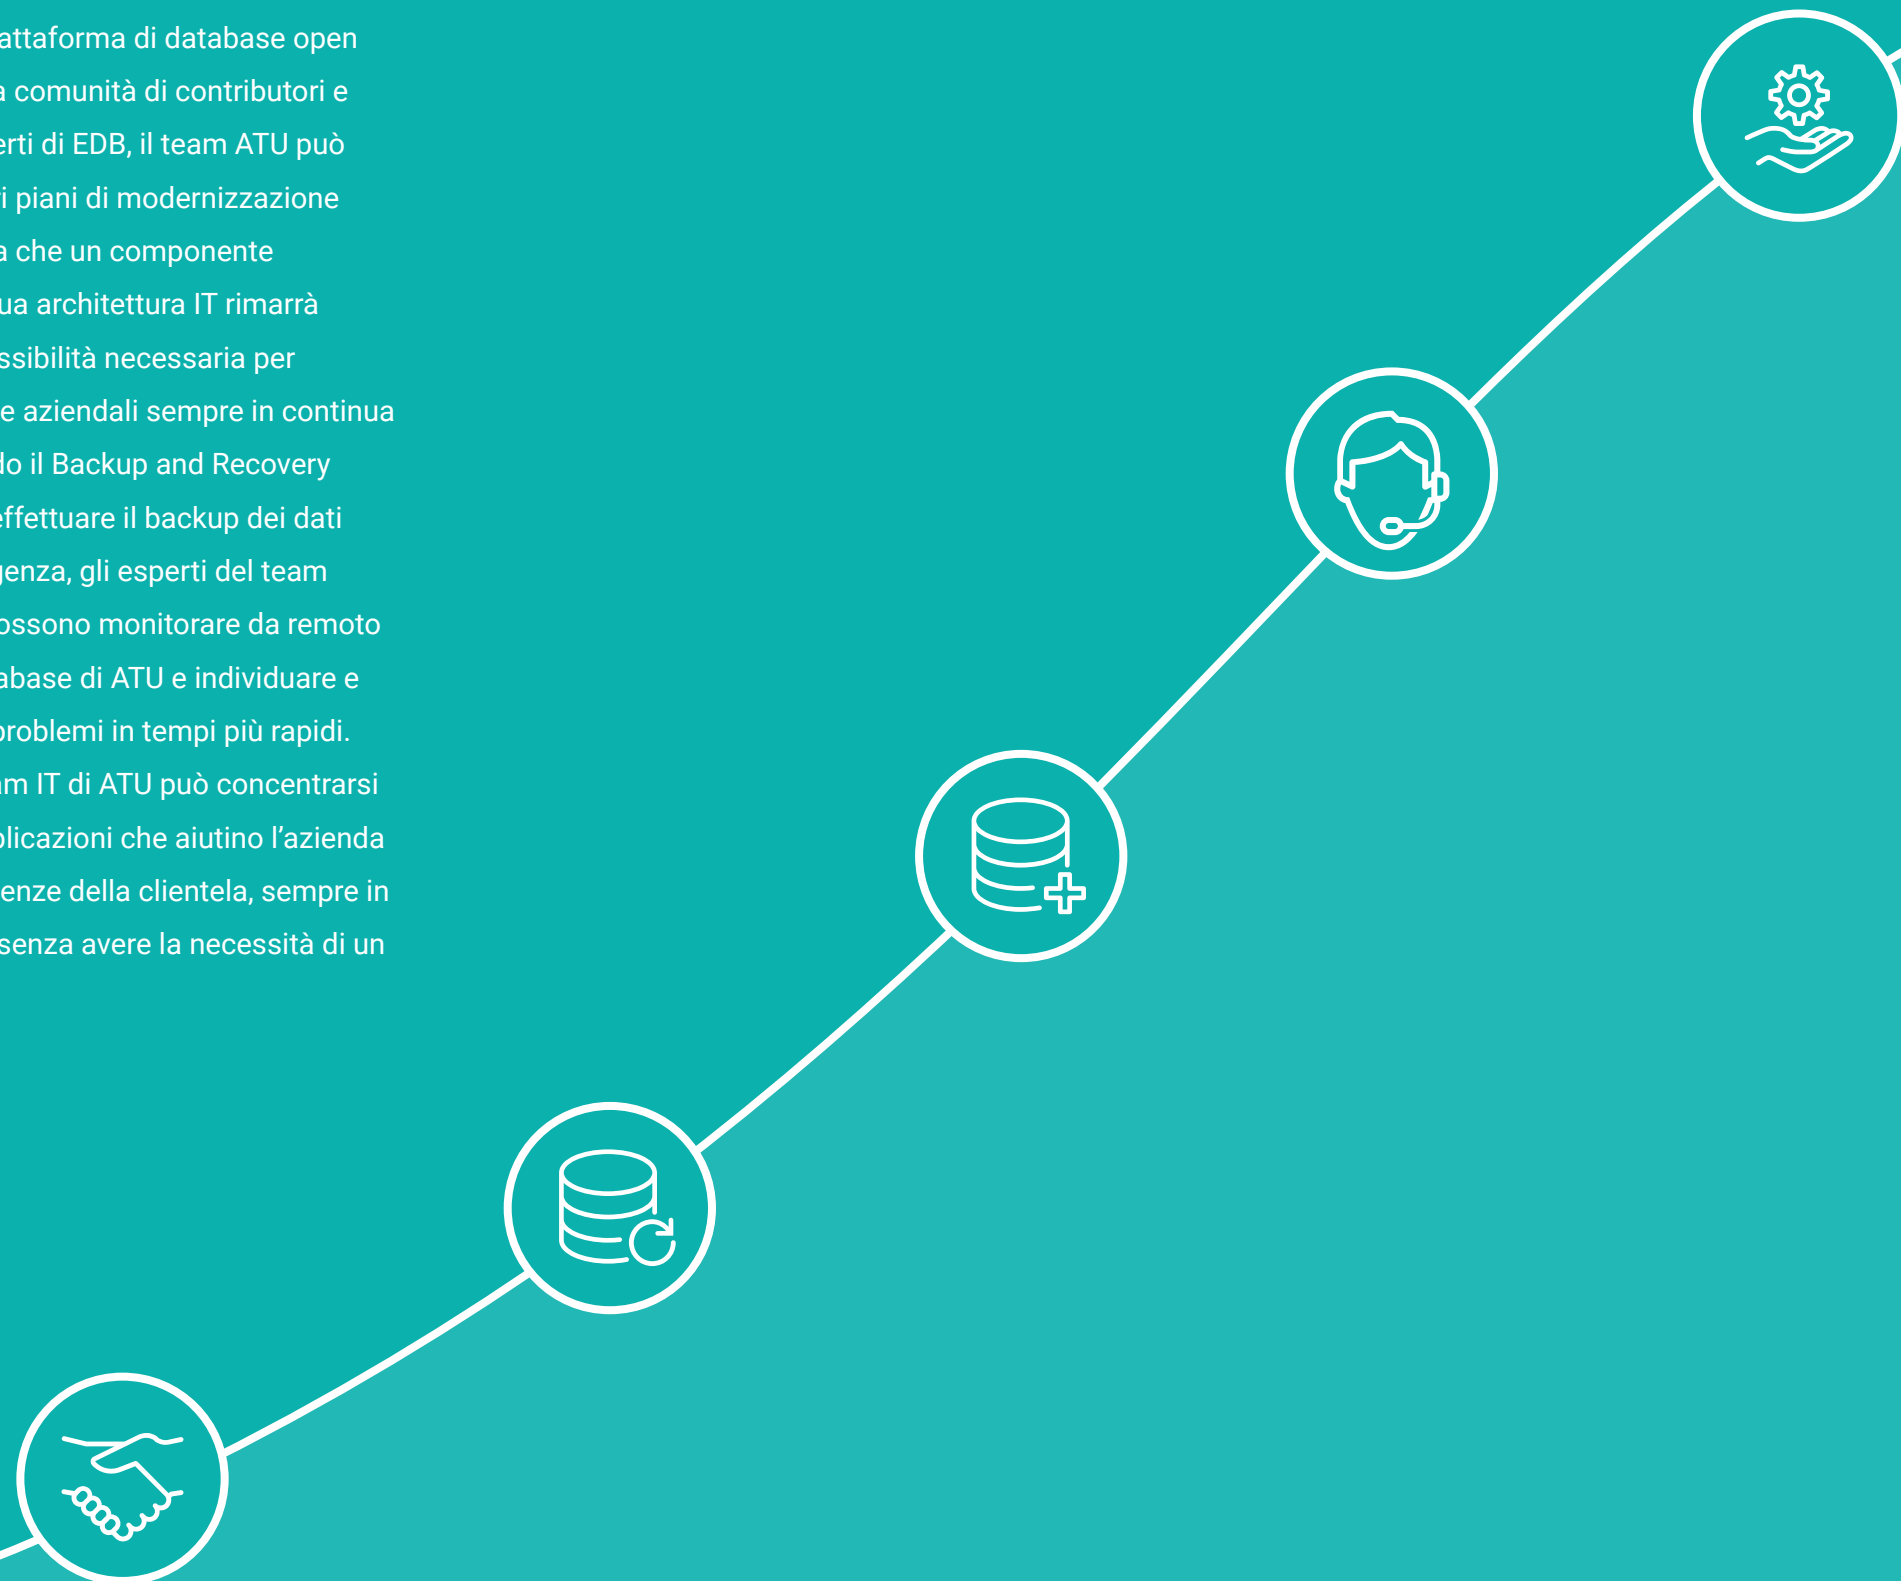 attaforma di database open
a comunità di contributori e
erti di EDB, il team ATU può
ri piani di modernizzazione
a che un componente
ua architettura IT rimarrà
ssibilità necessaria per
e aziendali sempre in continua
do il Backup and Recovery
effettuare il backup dei dati
genza, gli esperti del team
ossono monitorare da remoto
abase di ATU e individuare e
problemi in tempi più rapidi.
am IT di ATU può concentrarsi
plicazioni che aiutino l’azienda
enze della clientela, sempre in
senza avere la necessità di un